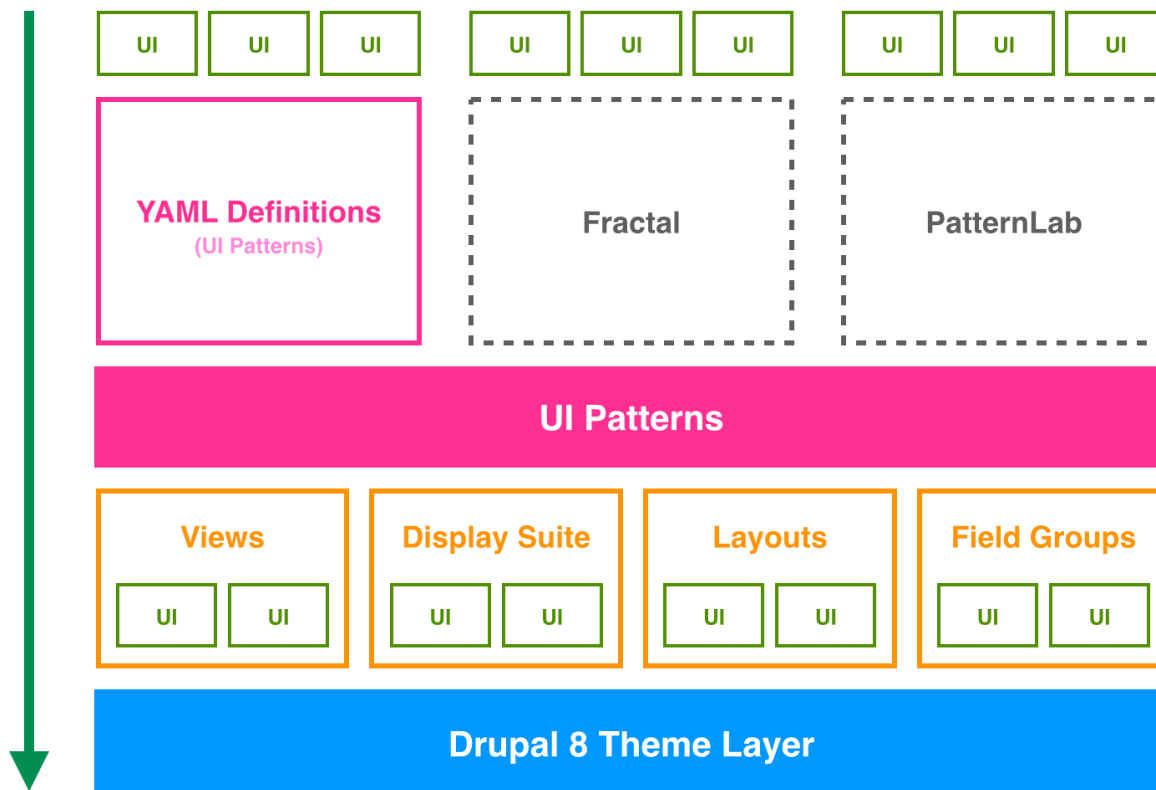 UI UI UI UI UI UI UI UI UI
YAML Definitions
(UI Patterns)
Fractal
PatternLab
UI Patterns
Views
Display Suite
Layouts
Field Groups
UI UI UI UI UI UI UI UI
Drupal 8 Theme Layer